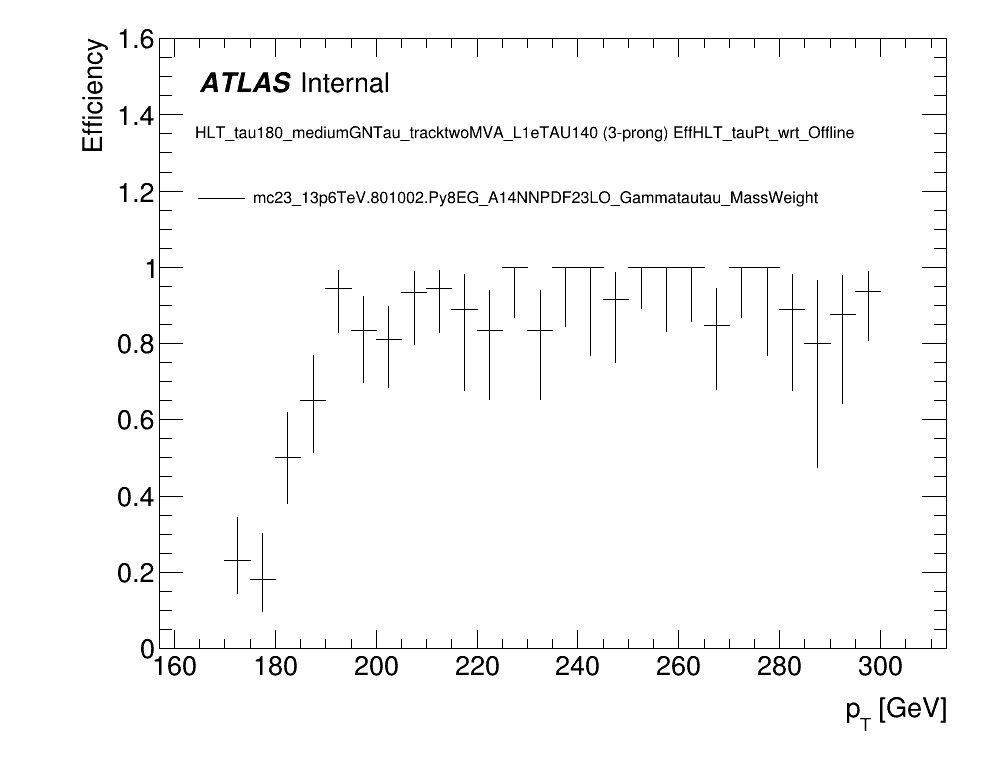 Efficiency
1.6
1.4
1.2
1
0.8
0.6
0.4
0.2
0
ATLAS Internal
HLT_tau180_mediumGNTau_tracktwoMVA_L1eTAU140 (3-prong) EffHLT_tauPt_wrt_Offline
mc23_13p6TeV.801002.Py8EG_A14NNPDF23LO_Gammatautau_MassWeight
160 180 200 220 240 260 280 300
p_T [GeV]